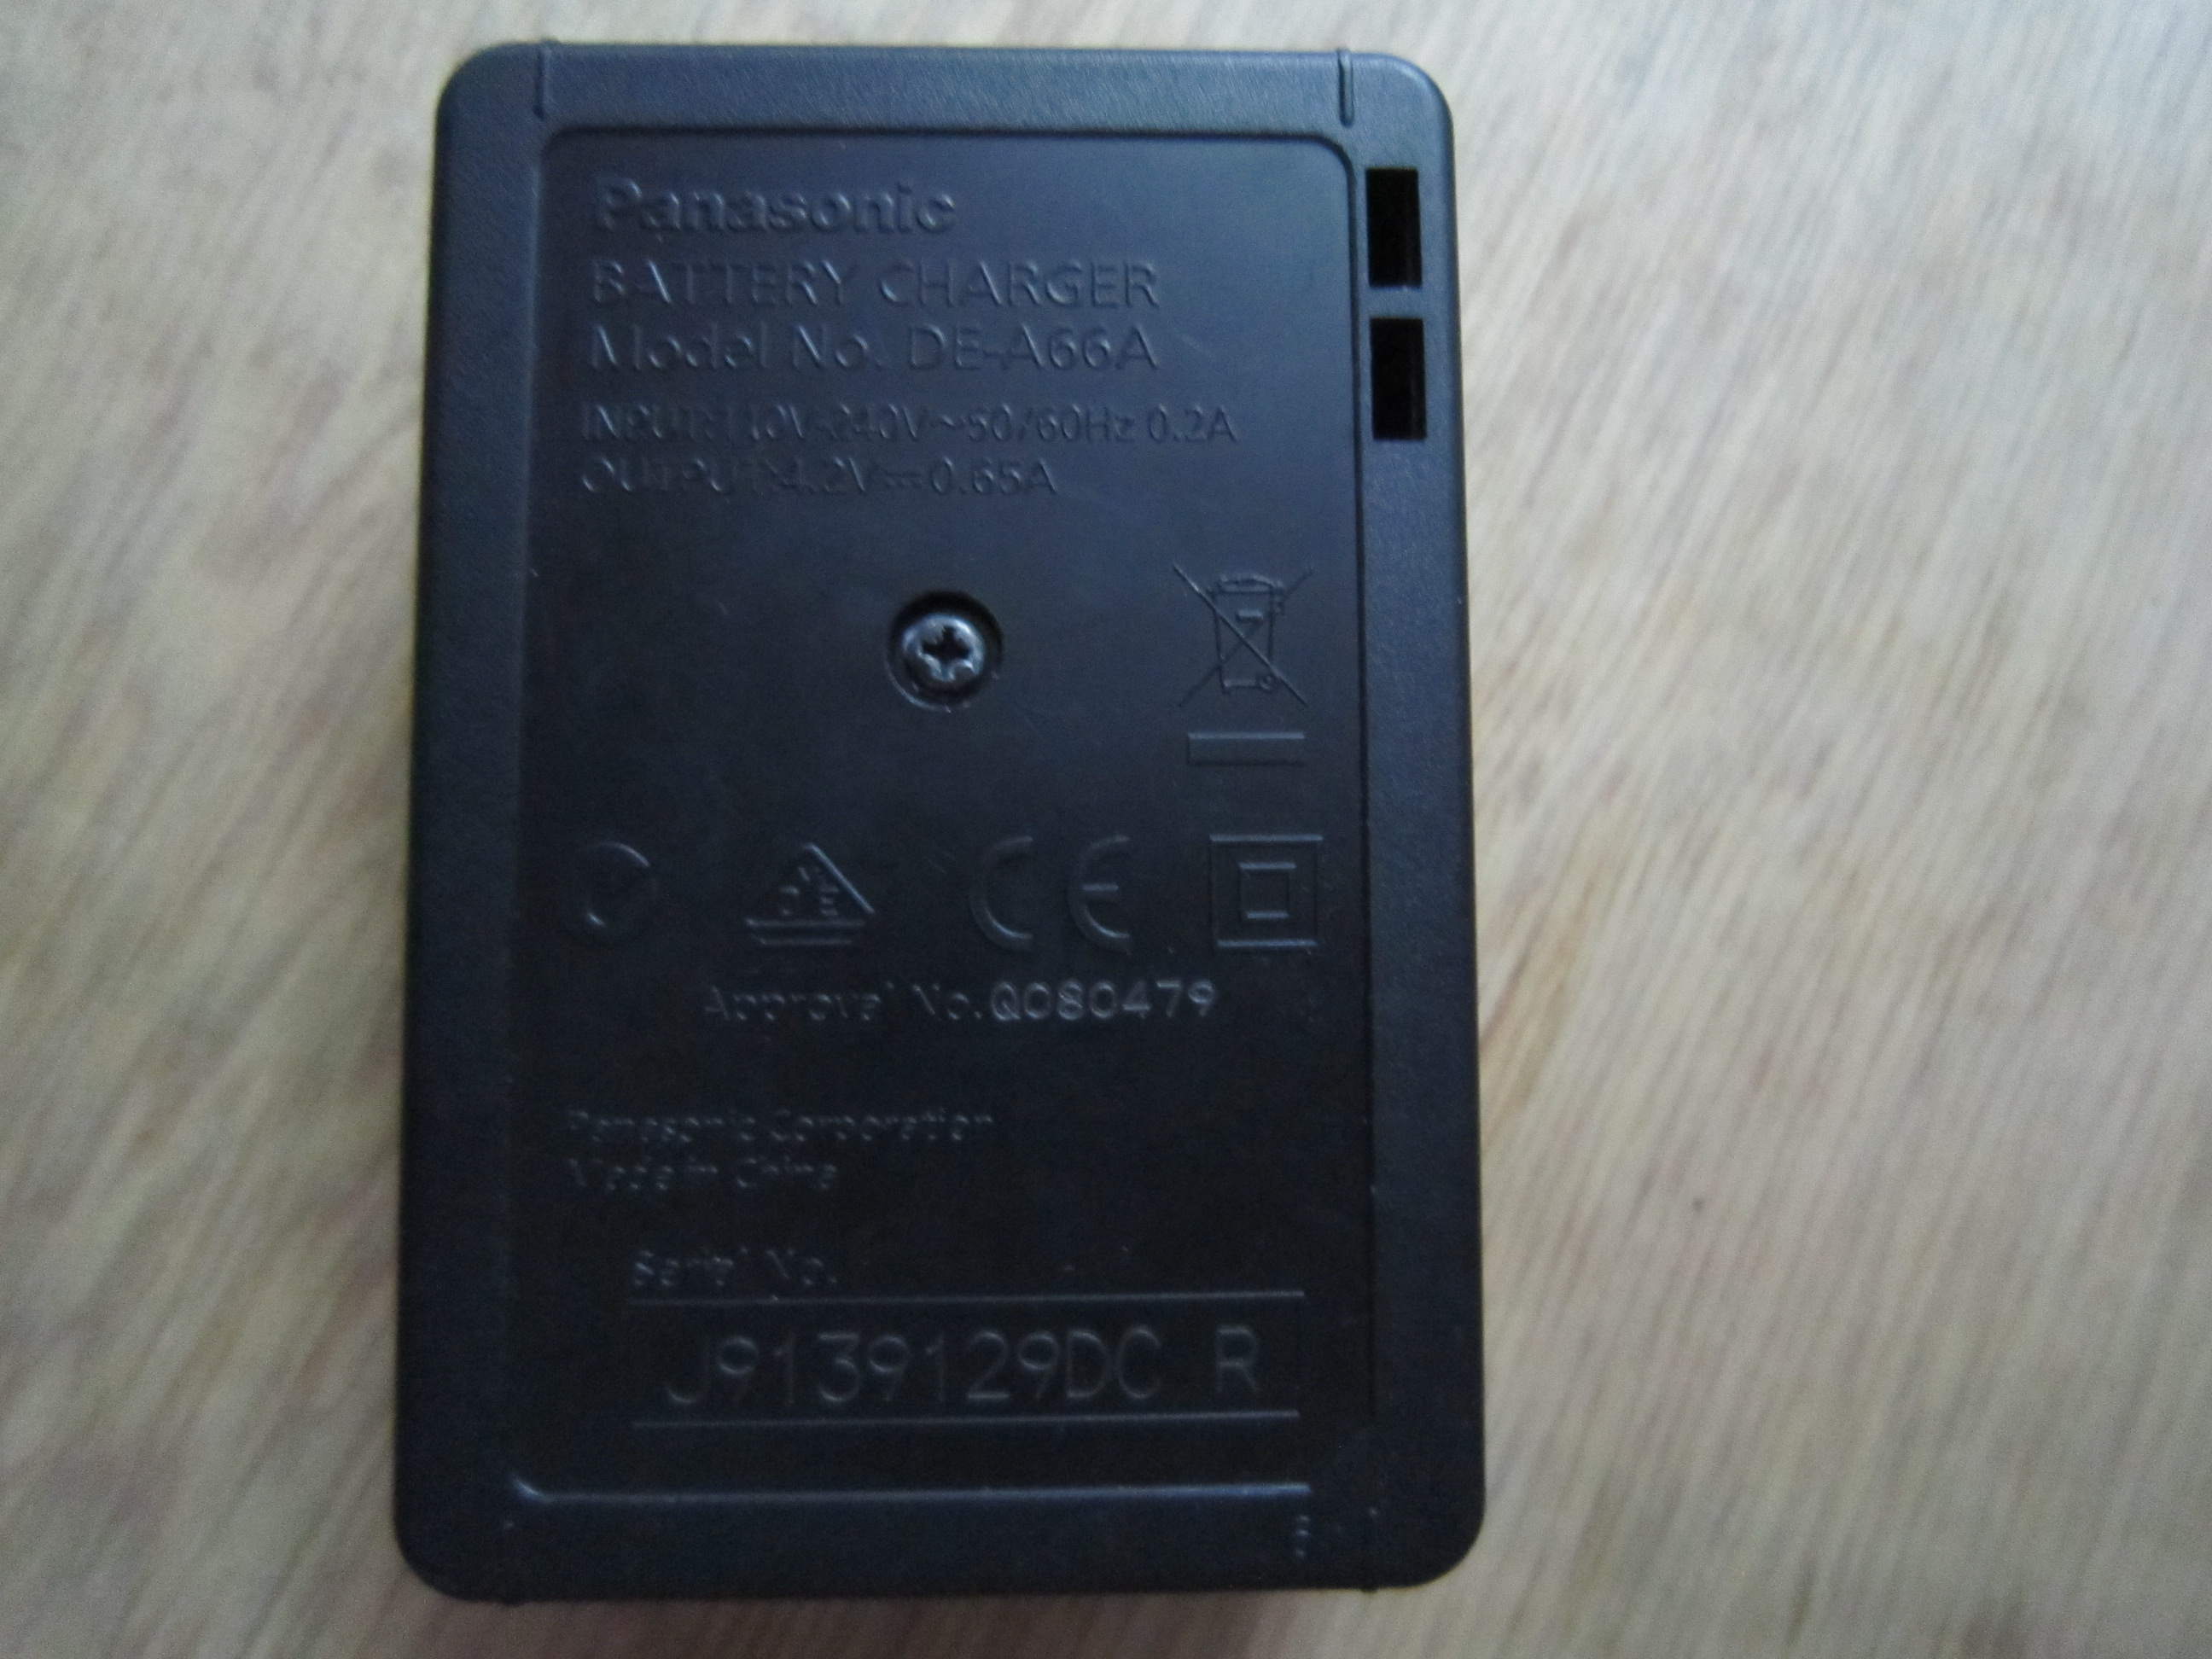 Panasonic
BATTERY CHARGER
Model No. DE-A66A
INPUT:110V-240V~50/60Hz 0.2A
OUTPUT:4.2V⎓0.65A
CE
Approval No.Q080479
Panasonic Corporation
Made in China
Serial No.
J9139129DC R